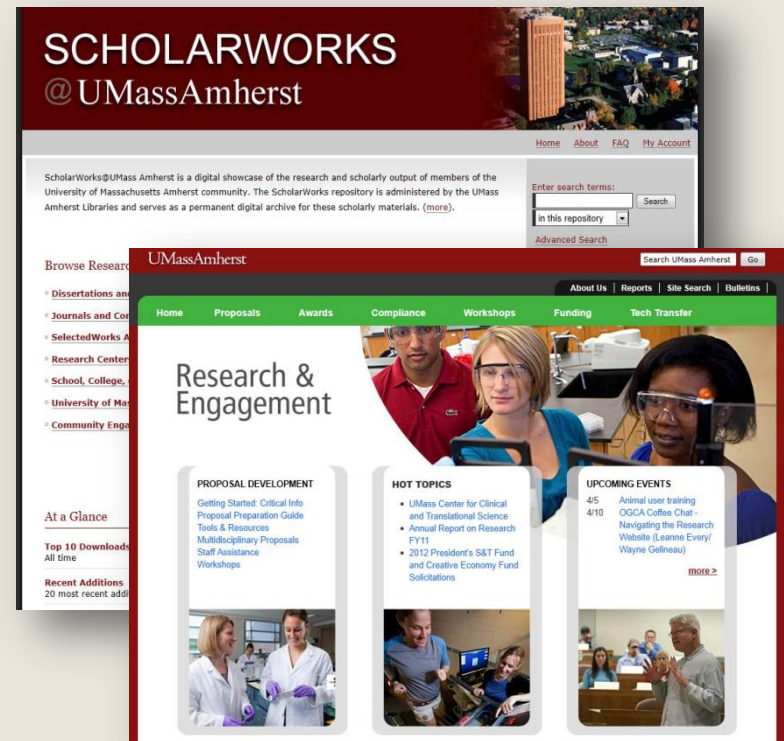 SCHOLARWORKS
@UMassAmherst
Home About FAQ My Account
ScholarWorks@UMass Amherst is a digital showcase of the research and scholarly output of members of the
University of Massachusetts Amherst community. The ScholarWorks repository is administered by the UMass
Amherst Libraries and serves as a permanent digital archive for these scholarly materials. (more).
Enter search terms:
Search
in this repository
Advanced Search
Browse
Dissertations
Journals and
SelectedWorks
Research
School, College,
University of
Community
At a Glance
Top 10 Downloads
All time
Recent Additions
20 most recent
UMassAmherst
Search UMass Amherst Go
About Us | Reports | Site Search | Bulletins |
Home Proposals Awards Compliance Workshops Funding Tech Transfer
Research &
Engagement
PROPOSAL DEVELOPMENT
Getting Started: Critical Info
Proposal Preparation Guide
Tools & Resources
Multidisciplinary Proposals
Staff Assistance
Workshops
HOT TOPICS
UMass Center for Clinical
and Translational Science
Annual Report on Research
FY11
2012 President's S&T Fund
and Creative Economy Fund
Solicitations
UPCOMING EVENTS
4/5 Animal user training
4/10 OGCA Coffee Chat -
Navigating the Research
Website (Leanne Every/
Wayne Gelineau)
more >